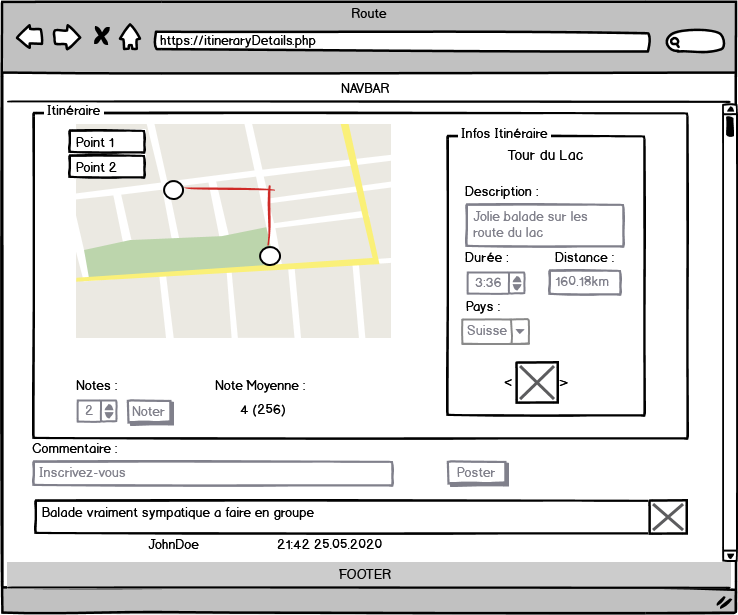 Route
https://itineraryDetails.php
NAVBAR
Itinéraire
Point 1
Point 2
Infos Itinéraire
Tour du Lac
Description :
Jolie balade sur les
route du lac
Durée :
Distance :
3:36
160.18km
Pays :
Suisse
< >
Notes :
Note Moyenne :
2
Noter
4 (256)
Commentaire :
Inscrivez-vous
Poster
Balade vraiment sympatique a faire en groupe
JohnDoe
21:42 25.05.2020
FOOTER